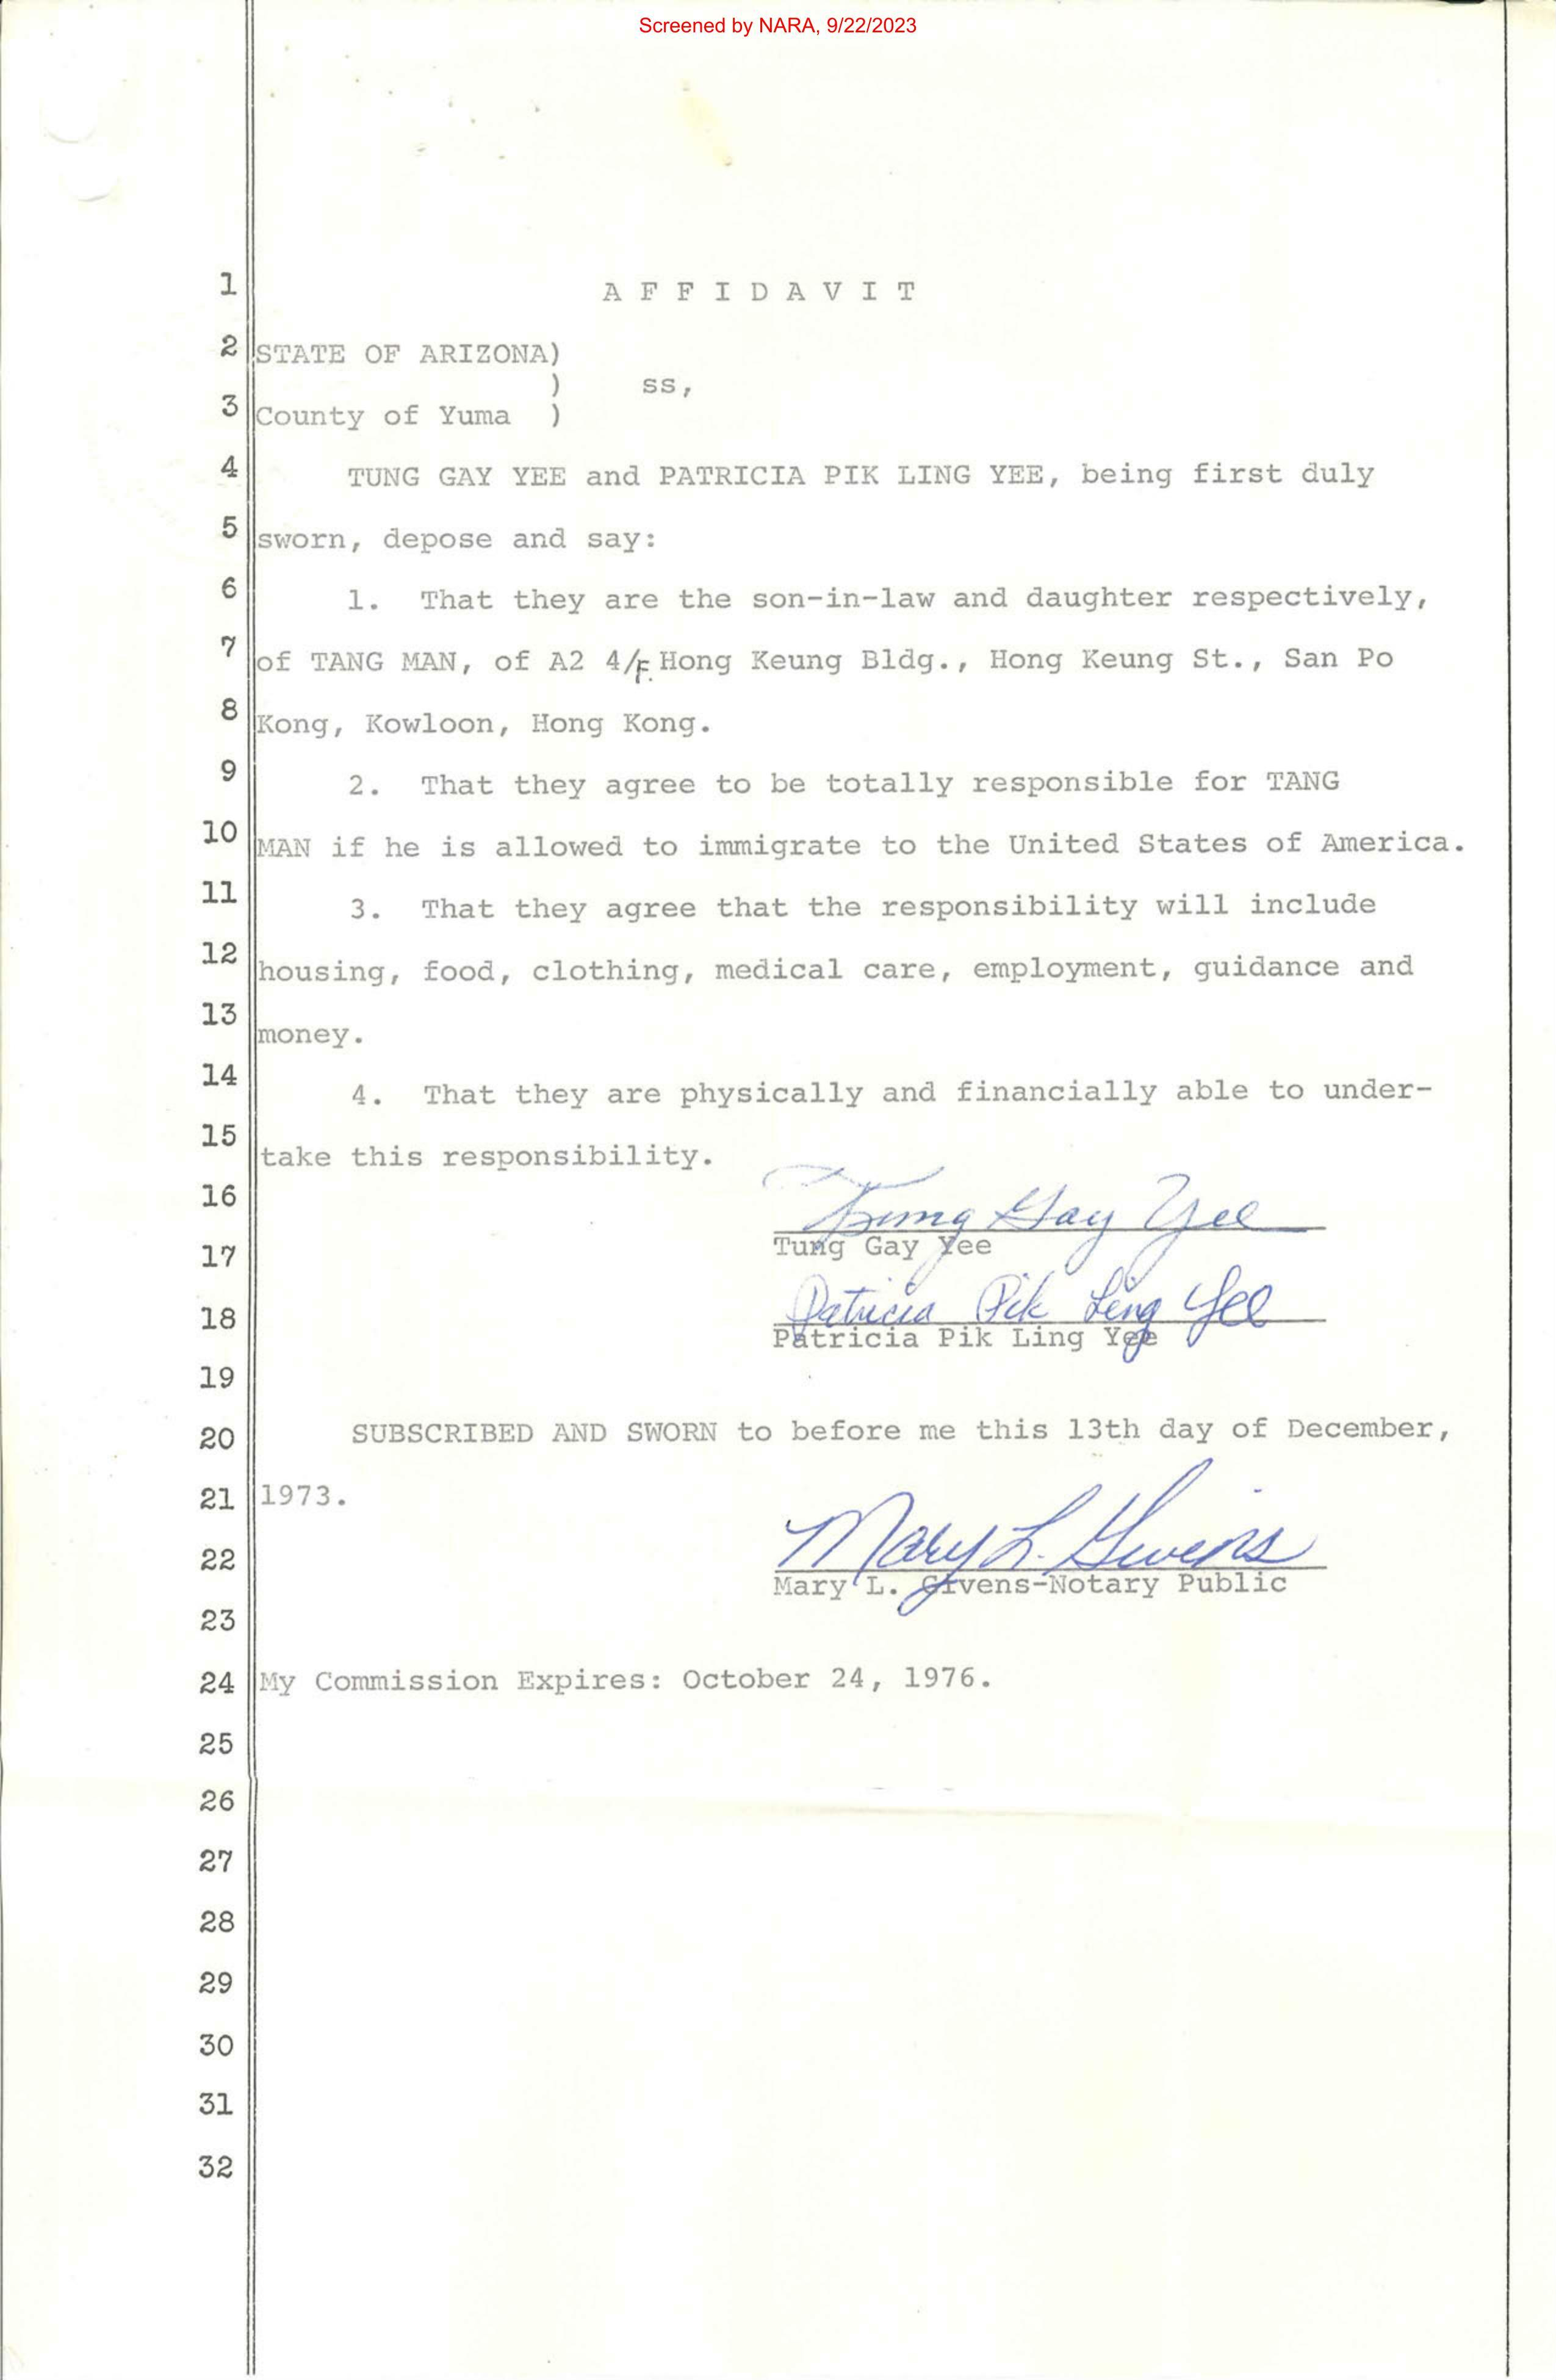 Screened by NARA, 9/22/2023
1 A F F I D A V I T
2 STATE OF ARIZONA)
) ss,
3 County of Yuma )
4 TUNG GAY YEE and PATRICIA PIK LING YEE, being first duly
5 sworn, depose and say:
6 1. That they are the son-in-law and daughter respectively,
7 of TANG MAN, of A2 4/F. Hong Keung Bldg., Hong Keung St., San Po
8 Kong, Kowloon, Hong Kong.
9 2. That they agree to be totally responsible for TANG
10 MAN if he is allowed to immigrate to the United States of America.
11 3. That they agree that the responsibility will include
12 housing, food, clothing, medical care, employment, guidance and
13 money.
14 4. That they are physically and financially able to under-
15 take this responsibility.
16 Tung Gay Yee
17 Tung Gay Yee
Patricia Pik Ling Yee
18 Patricia Pik Ling Yee
19
20 SUBSCRIBED AND SWORN to before me this 13th day of December,
21 1973.
Mary L. Givens
22 Mary L. Givens-Notary Public
23
24 My Commission Expires: October 24, 1976.
25
26
27
28
29
30
31
32